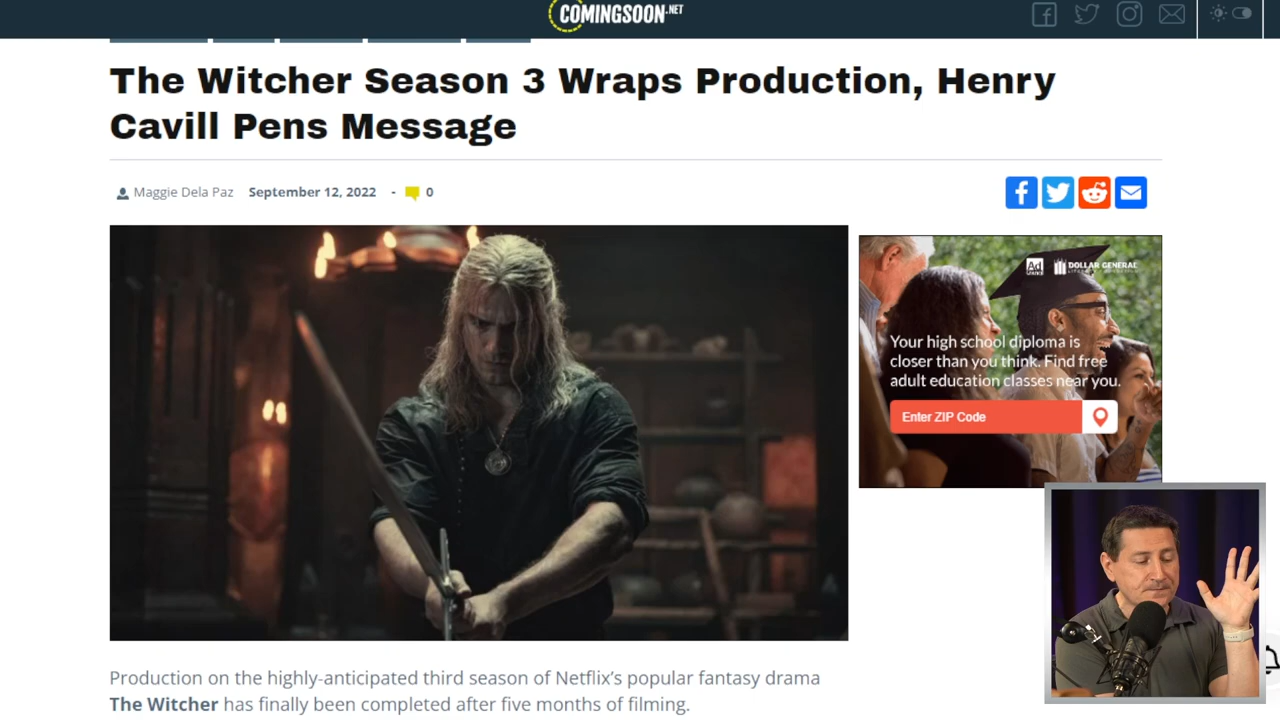 COMINGSOON.NET
The Witcher Season 3 Wraps Production, Henry
Cavill Pens Message
Maggie Dela Paz September 12, 2022 - 0
Ad
Council
DOLLAR GENERAL
Your high school diploma is
closer than you think. Find free
adult education classes near you.
Enter ZIP Code
Production on the highly-anticipated third season of Netflix's popular fantasy drama
The Witcher has finally been completed after five months of filming.